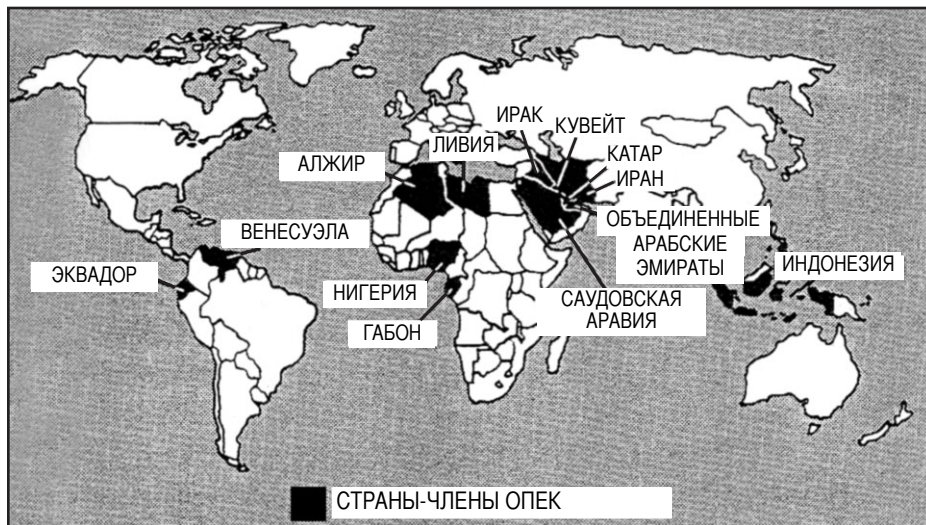 ИРАК
КУВЕЙТ
ЛИВИЯ
АЛЖИР
КАТАР
ИРАН
ОБЪЕДИНЕННЫЕ
АРАБСКИЕ
ЭМИРАТЫ
ВЕНЕСУЭЛА
ЭКВАДОР
ИНДОНЕЗИЯ
НИГЕРИЯ
САУДОВСКАЯ
АРАВИЯ
ГАБОН
СТРАНЫ-ЧЛЕНЫ ОПЕК